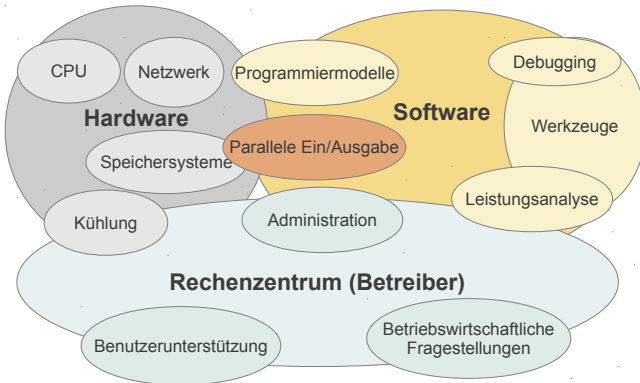 CPU
Netzwerk
Programmiermodelle
Debugging
Hardware
Software
Werkzeuge
Speichersysteme
Parallele Ein/Ausgabe
Leistungsanalyse
Kühlung
Administration
Rechenzentrum (Betreiber)
Benutzerunterstützung
Betriebswirtschaftliche
Fragestellungen